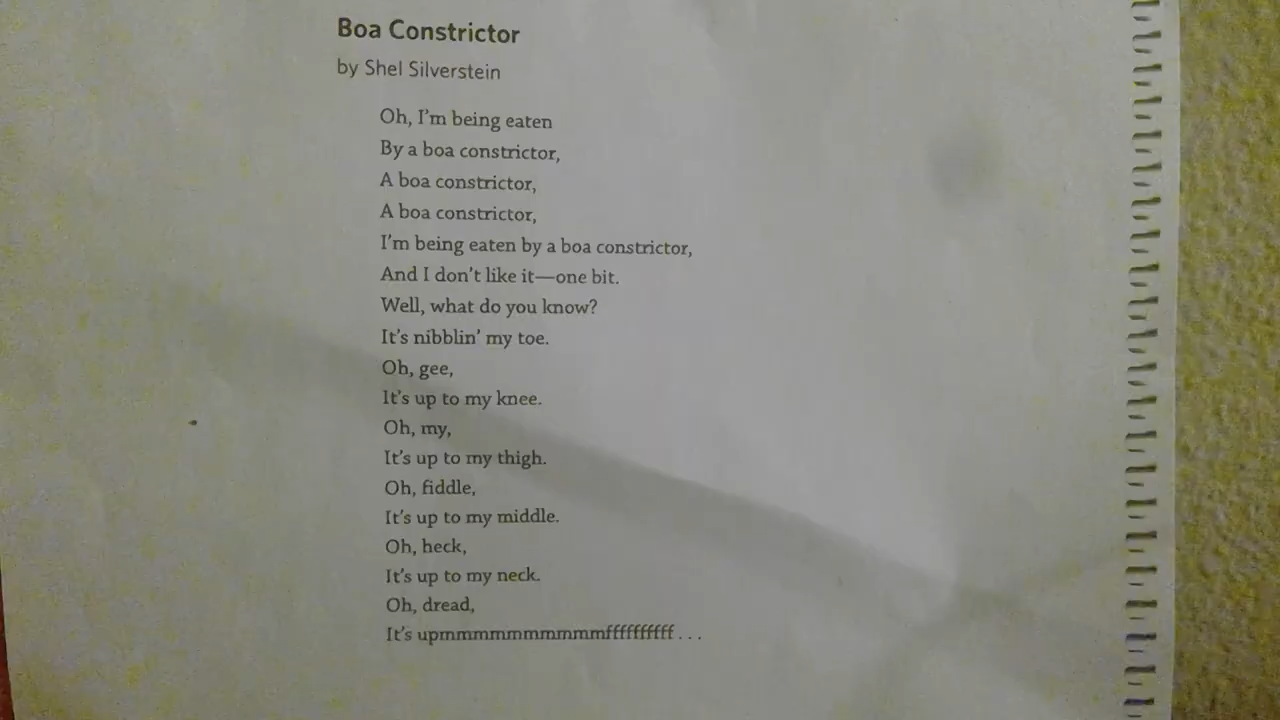 Boa Constrictor
by Shel Silverstein
Oh, I'm being eaten
By a boa constrictor,
A boa constrictor,
A boa constrictor,
I'm being eaten by a boa constrictor,
And I don't like it—one bit.
Well, what do you know?
It's nibblin' my toe.
Oh, gee,
It's up to my knee.
Oh, my,
It's up to my thigh.
Oh, fiddle,
It's up to my middle.
Oh, heck,
It's up to my neck.
Oh, dread,
It's upmmmmmmmmmmffffffffff . . .